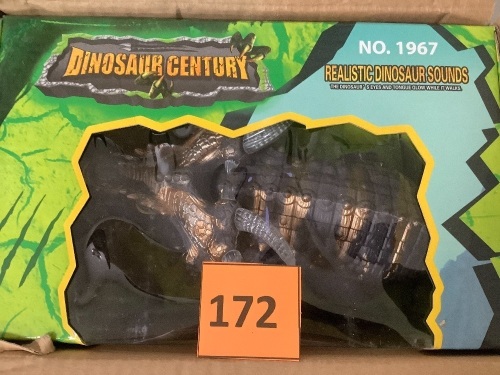 DINOSAUR CENTURY
NO. 1967
REALISTIC DINOSAUR SOUNDS
THE DINOSAUR'S EYES AND TONGUE GLOW WHILE IT WALKS.
172